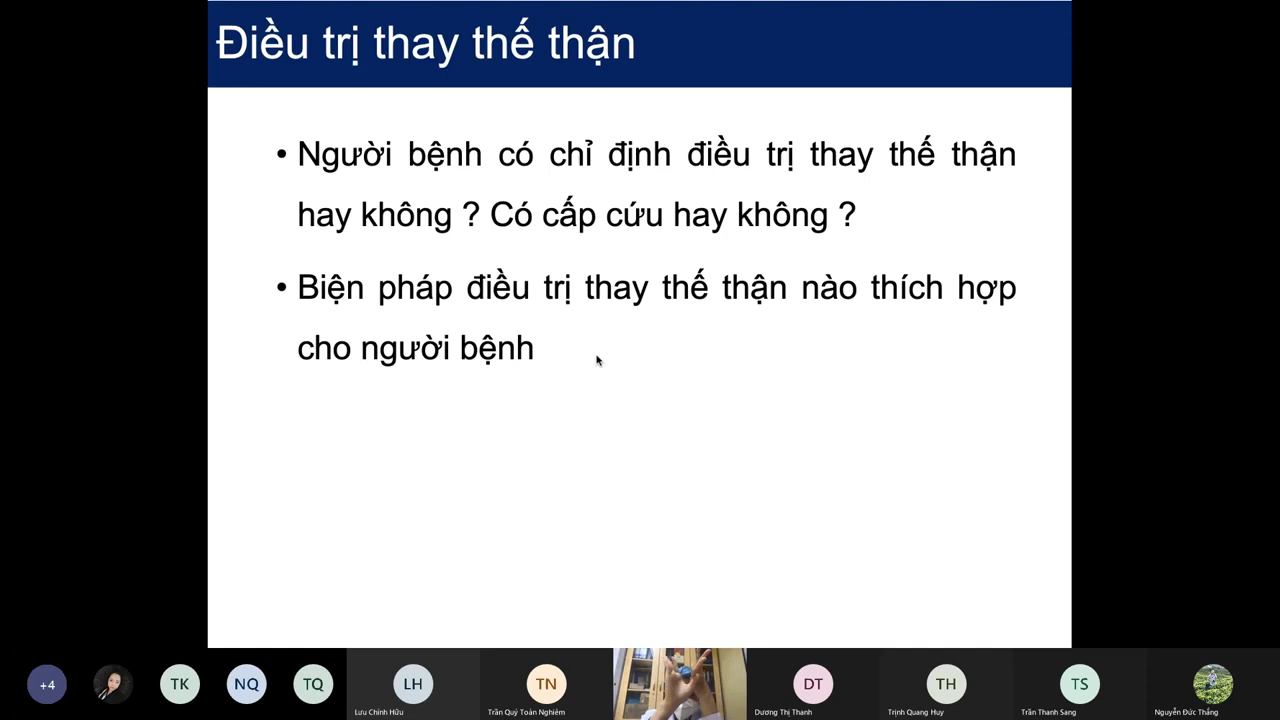 Điều trị thay thế thận
• Người bệnh có chỉ định điều trị thay thế thận
hay không ? Có cấp cứu hay không ?
• Biện pháp điều trị thay thế thận nào thích hợp
cho người bệnh
+4
TK
NQ
TQ
LH
TN
DT
TH
TS
Lưu Chính Hữu
Trần Quý Toán Nghiêm
Dương Thị Thanh
Trịnh Quang Huy
Trần Thanh Sang
Nguyễn Đức Thắng